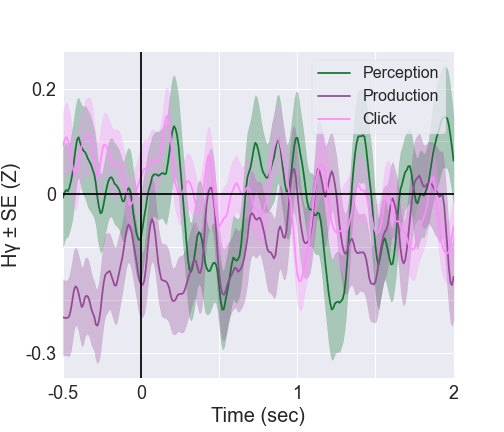 Perception
Production
Click
0.2
0
-0.3
Hγ ± SE (Z)
-0.5
0
1
2
Time (sec)